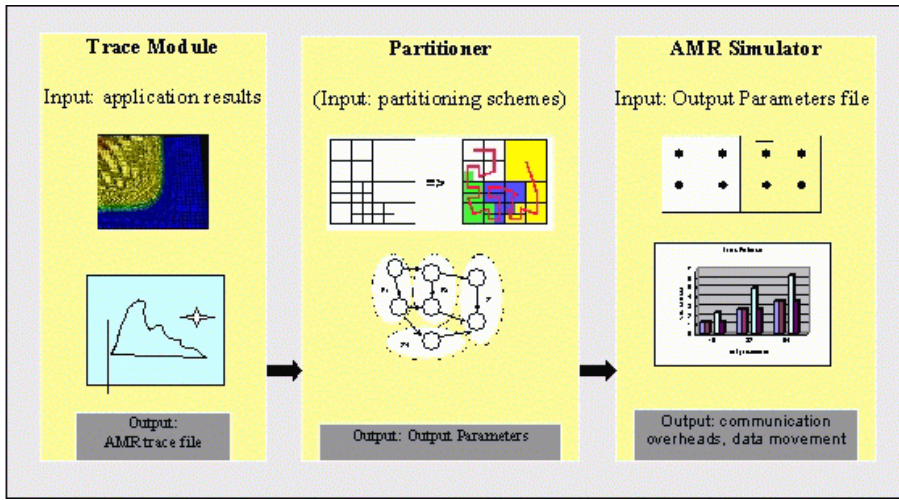 Trace Module
Input: application results
Output:
AMR trace file
Partitioner
(Input: partitioning schemes)
=>
Output: Output Parameters
AMR Simulator
Input: Output Parameters file
Output: communication
overheads, data movement